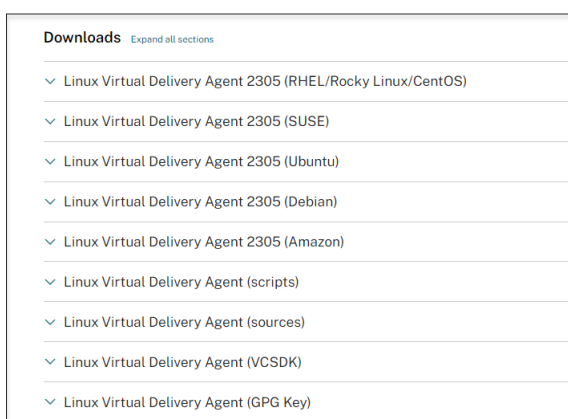 Downloads Expand all sections
Linux Virtual Delivery Agent 2305 (RHEL/Rocky Linux/CentOS)
Linux Virtual Delivery Agent 2305 (SUSE)
Linux Virtual Delivery Agent 2305 (Ubuntu)
Linux Virtual Delivery Agent 2305 (Debian)
Linux Virtual Delivery Agent 2305 (Amazon)
Linux Virtual Delivery Agent (scripts)
Linux Virtual Delivery Agent (sources)
Linux Virtual Delivery Agent (VCSDK)
Linux Virtual Delivery Agent (GPG Key)